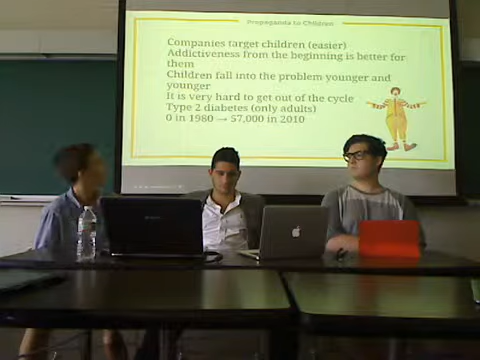 Propaganda to Children
Companies target children (easier)
Addictiveness from the beginning is better for
them
Children fall into the problem younger and
younger
It is very hard to get out of the cycle
Type 2 diabetes (only adults)
0 in 1980 → 57,000 in 2010